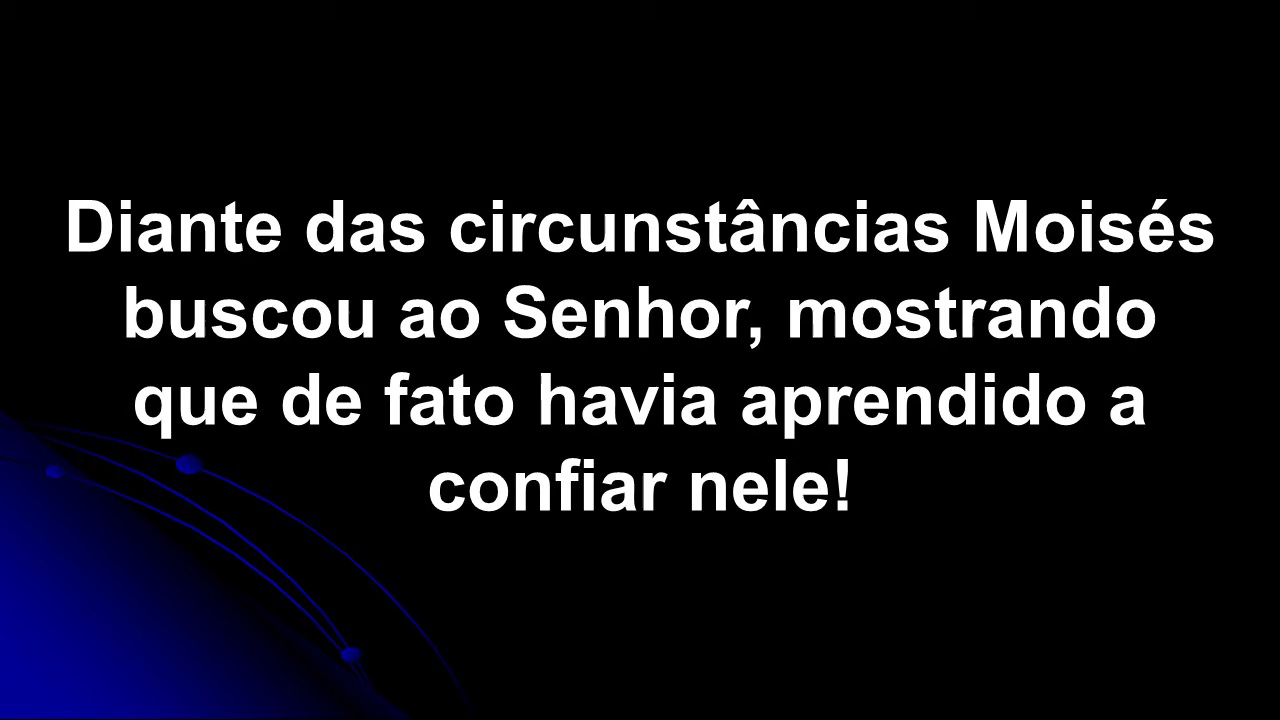 Diante das circunstâncias Moisés
buscou ao Senhor, mostrando
que de fato havia aprendido a
confiar nele!